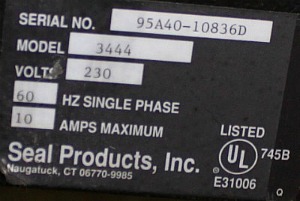 SERIAL NO. 95A40-10836D
MODEL 3444
VOLTS 230
60 HZ SINGLE PHASE
10 AMPS MAXIMUM
LISTED
UL 745B
Seal Products, Inc.
Naugatuck, CT 06770-9985
E31006
Q